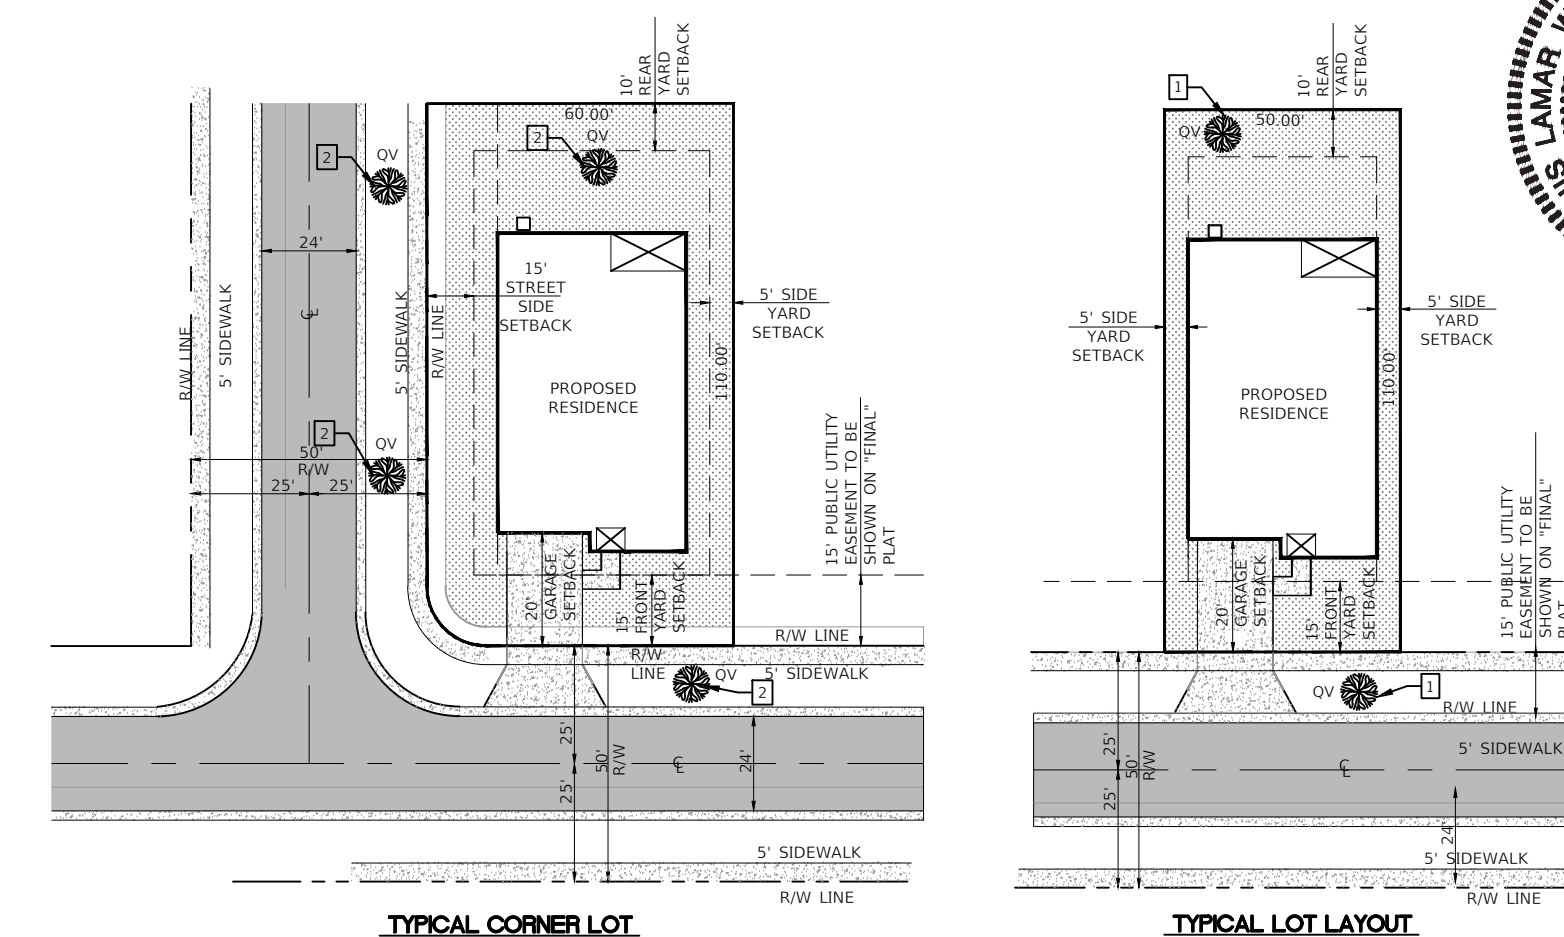 10'
REAR
YARD
SETBACK
60.00'
2
QV
2
QV
24'
15'
STREET
SIDE
SETBACK
5' SIDE
YARD
SETBACK
℄
R/W LINE
5' SIDEWALK
5' SIDEWALK
R/W LINE
110.00'
PROPOSED
RESIDENCE
2
QV
50'
R/W
25'
25'
15' PUBLIC UTILITY
EASEMENT TO BE
SHOWN ON "FINAL"
PLAT
20'
GARAGE
SETBACK
15'
FRONT
YARD
SETBACK
R/W LINE
R/W
LINE
5' SIDEWALK
QV
2
25'
50'
R/W
℄
24'
25'
5' SIDEWALK
R/W LINE
TYPICAL CORNER LOT
10'
REAR
YARD
SETBACK
1
QV
50.00'
5' SIDE
YARD
SETBACK
5' SIDE
YARD
SETBACK
110.00'
PROPOSED
RESIDENCE
15' PUBLIC UTILITY
EASEMENT TO BE
SHOWN ON "FINAL"
PLAT
20'
GARAGE
SETBACK
15'
FRONT
YARD
SETBACK
QV
1
R/W LINE
5' SIDEWALK
25'
50'
R/W
℄
25'
24'
5' SIDEWALK
R/W LINE
TYPICAL LOT LAYOUT
LAMAR